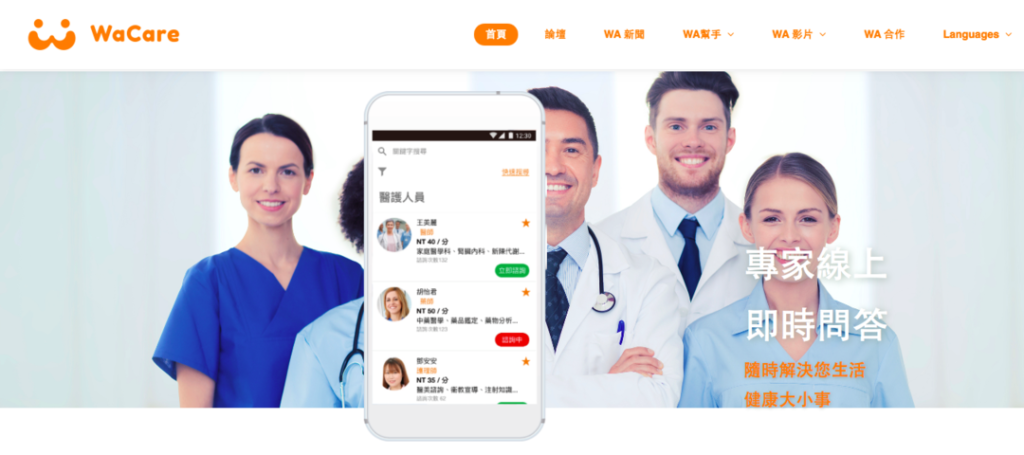 WaCare
首頁 論壇 WA 新聞 WA幫手 WA 影片 WA 合作 Languages
12:30
關鍵字搜尋
快速篩選
醫護人員
王美麗
醫師
NT 40 / 分
家庭醫學科、腎臟內科、新陳代謝...
諮詢次數132
立即諮詢
胡怡君
藥師
NT 50 / 分
中藥醫學、藥品鑑定、藥物分析...
諮詢次數133
諮詢中
鄧安安
護理師
NT 35 / 分
醫美諮詢、衛教宣導、注射知識...
諮詢次數 62
專家線上
即時問答
隨時解決您生活
健康大小事